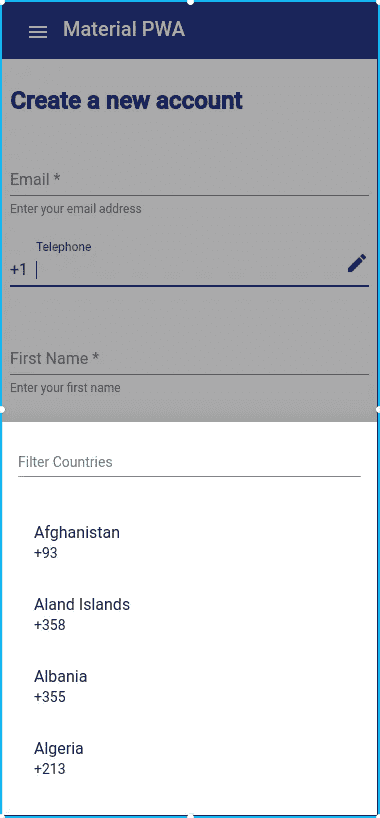 Material PWA
Create a new account
Email *
Enter your email address
Telephone
+1
First Name *
Enter your first name
Filter Countries
Afghanistan
+93
Aland Islands
+358
Albania
+355
Algeria
+213